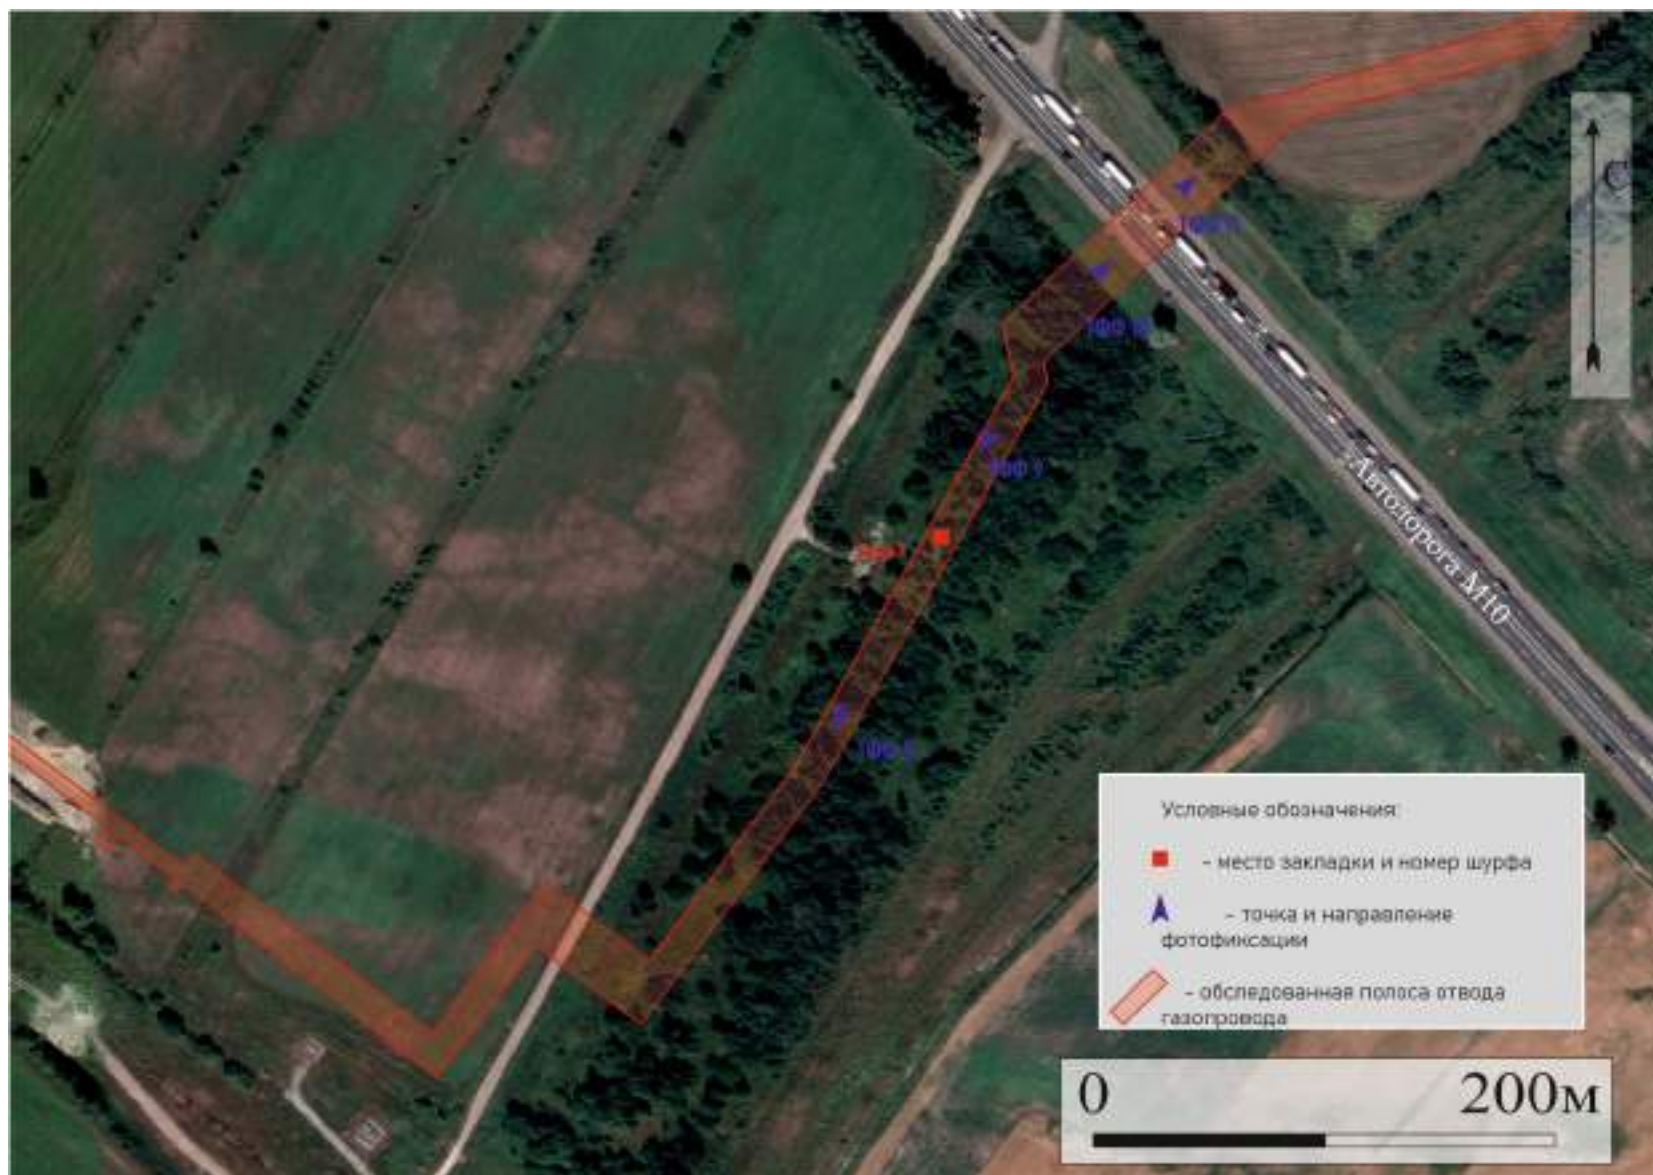 С
Автодорога М10
Условные обозначения:
- место закладки и номер шурфа
- точка и направление
фотофиксации
- обследованная полоса отвода
газопровода
0 200м